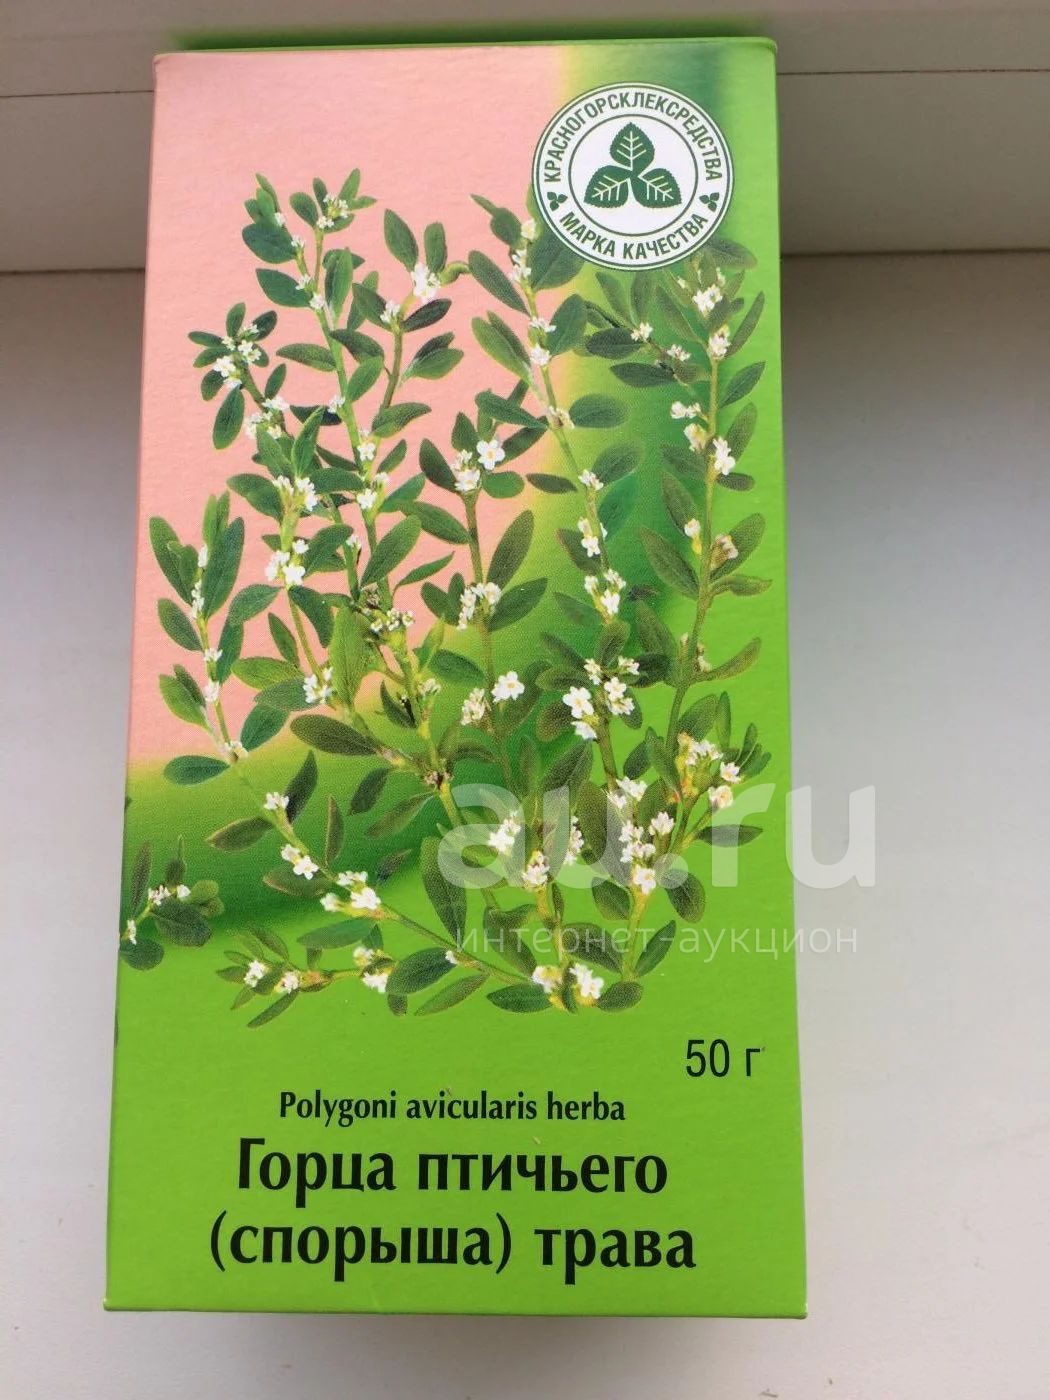 КРАСНОГОРСКЛЕКСРЕДСТВА
МАРКА КАЧЕСТВА
au.ru
интернет-аукцион
50 г
Polygoni avicularis herba
Горца птичьего
(спорыша) трава